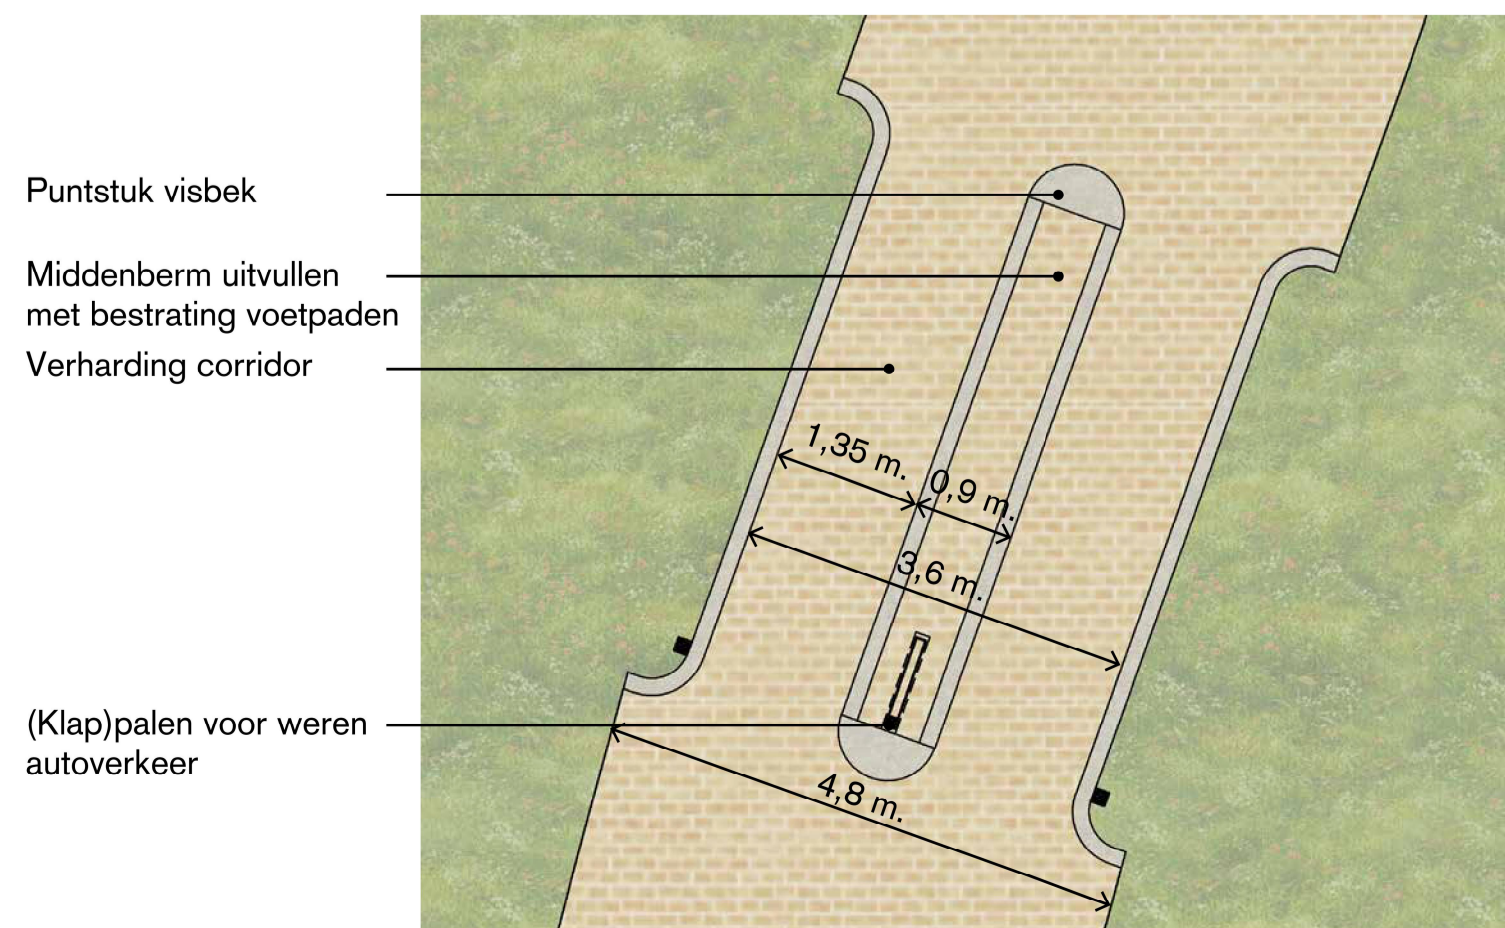 Puntstuk visbek
Middenberm uitvullen
met bestrating voetpaden
Verharding corridor
1,35 m.
0,9 m.
3,6 m.
(Klap)palen voor weren
autoverkeer
4,8 m.